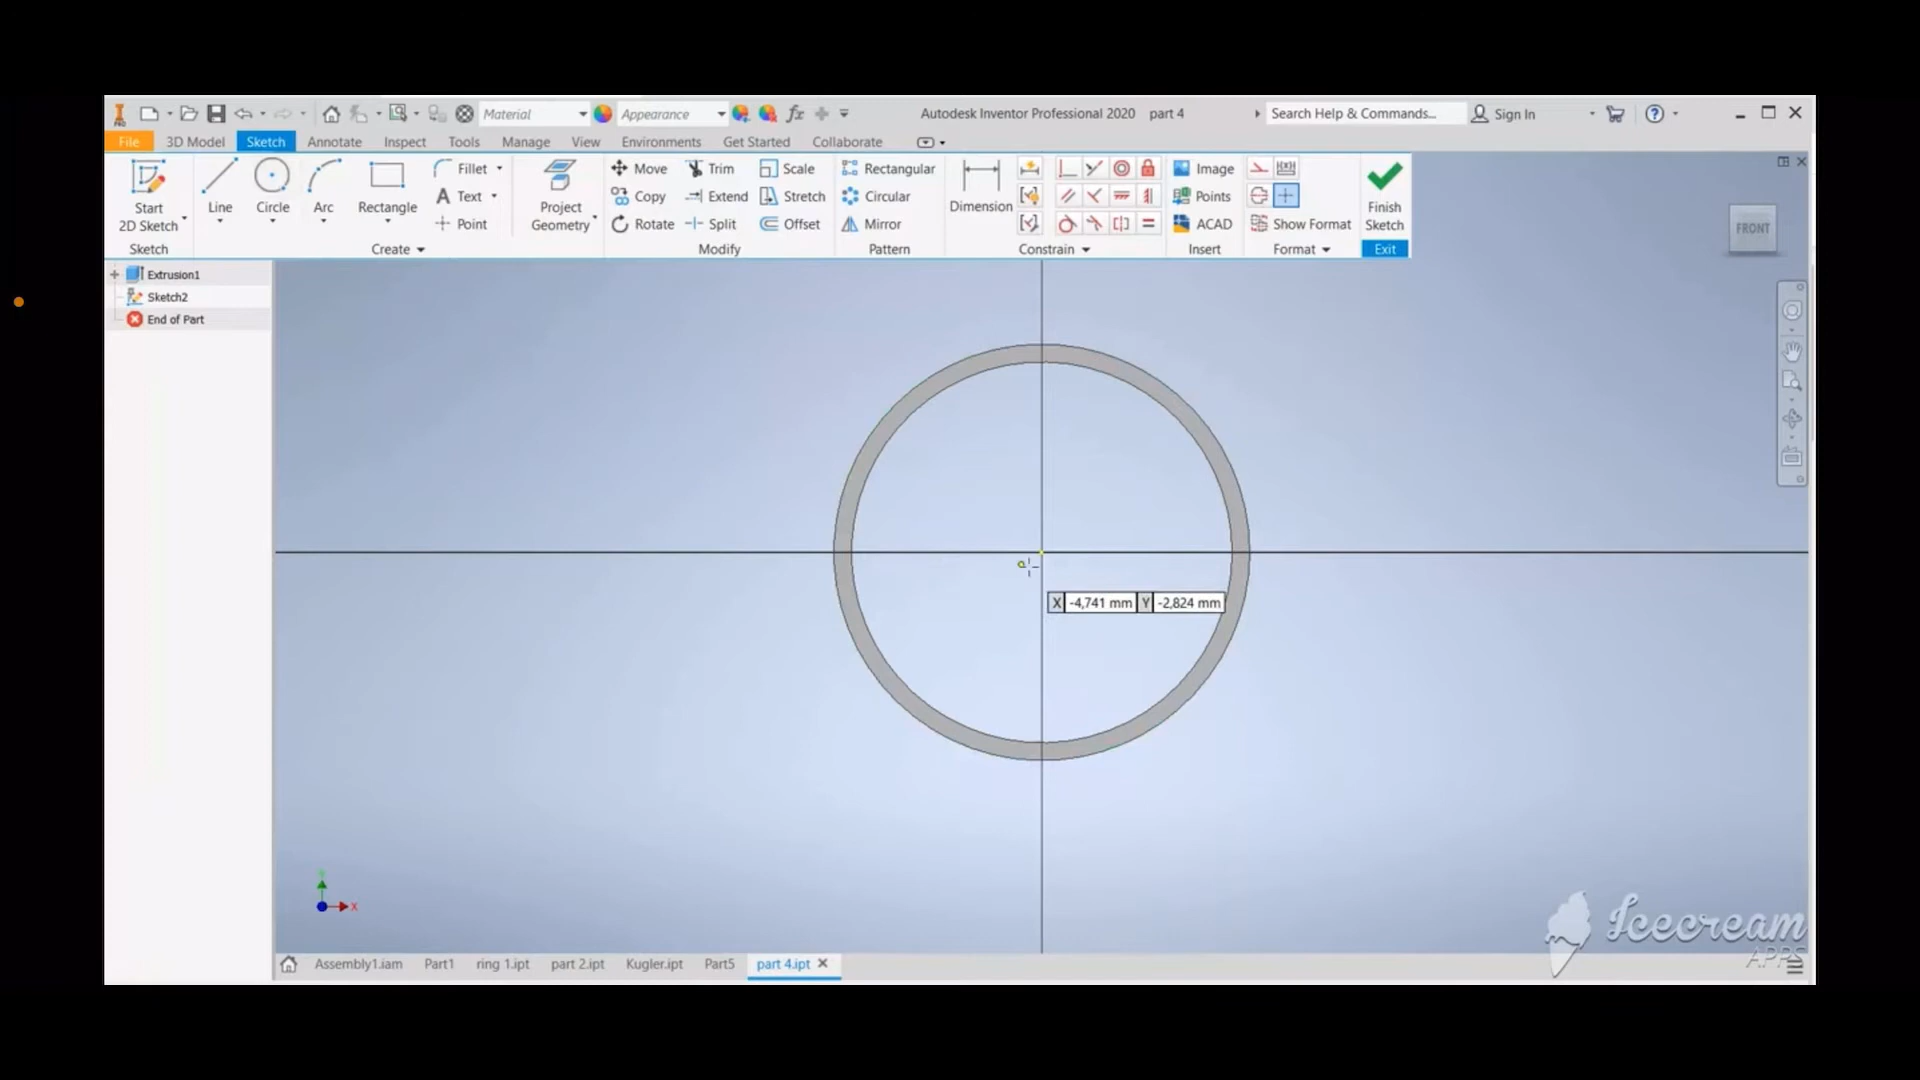 Material
Appearance
Autodesk Inventor Professional 2020 part 4
Search Help & Commands...
Sign In
File 3D Model Sketch Annotate Inspect Tools Manage View Environments Get Started Collaborate
Start
2D Sketch
Line
Circle
Arc
Rectangle
Fillet
Text
Point
Project
Geometry
Move
Copy
Rotate
Trim
Extend
Split
Scale
Stretch
Offset
Rectangular
Circular
Mirror
Dimension
Image
Points
ACAD
Show Format
Finish
Sketch
Sketch Create Modify Pattern Constrain Insert Format Exit
Extrusion1
Sketch2
End of Part
FRONT
X -4,741 mm Y -2,824 mm
X
Assembly1.iam Part1 ring 1.ipt part 2.ipt Kugler.ipt Part5 part 4.ipt
Icecream
APPS